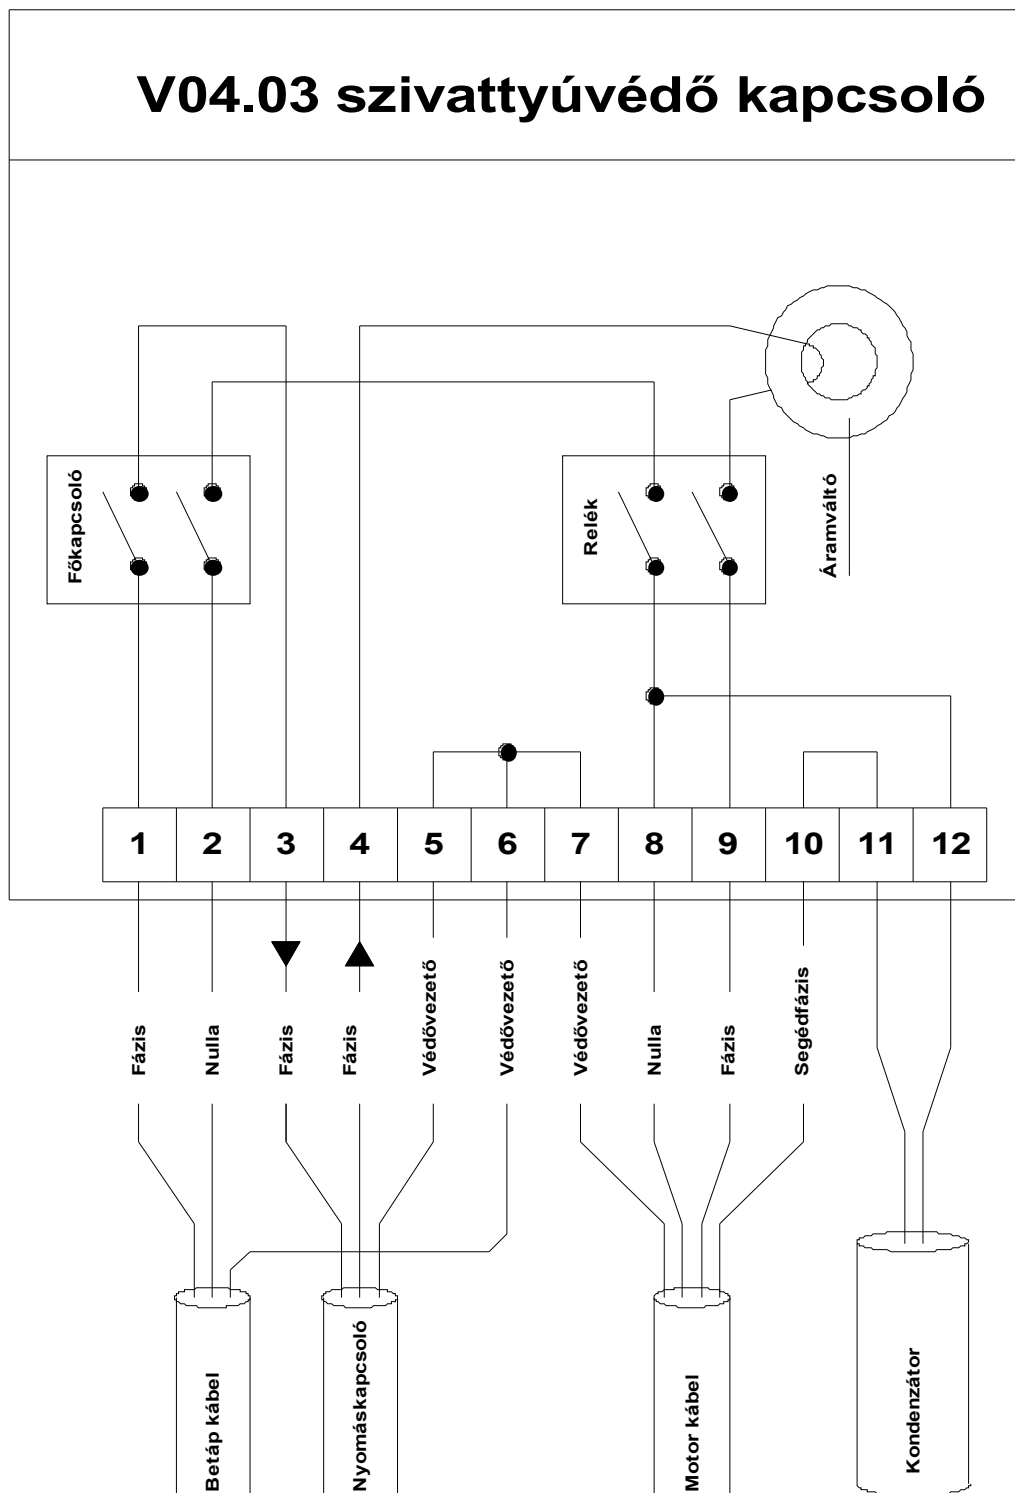 V04.03 szivattyúvédő kapcsoló
Főkapcsoló
Relék
Áramváltó
1 2 3 4 5 6 7 8 9 10 11 12
Fázis
Nulla
Fázis
Fázis
Védővezető
Védővezető
Védővezető
Nulla
Fázis
Segédfázis
Betáp kábel
Nyomáskapcsoló
Motor kábel
Kondenzátor